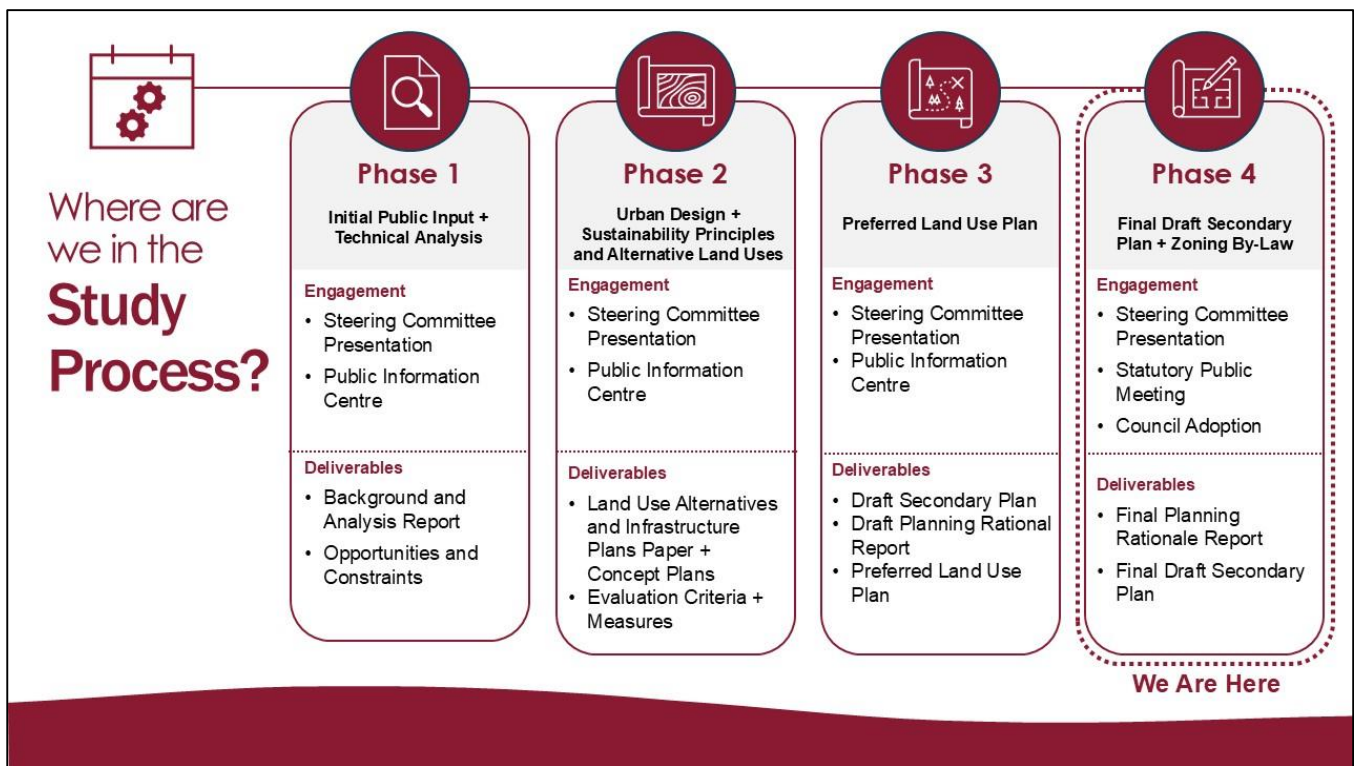 Where are
we in the
Study
Process?
Phase 1
Initial Public Input +
Technical Analysis
Engagement
• Steering Committee
Presentation
• Public Information
Centre
Deliverables
• Background and
Analysis Report
• Opportunities and
Constraints
Phase 2
Urban Design +
Sustainability Principles
and Alternative Land Uses
Engagement
• Steering Committee
Presentation
• Public Information
Centre
Deliverables
• Land Use Alternatives
and Infrastructure
Plans Paper +
Concept Plans
• Evaluation Criteria +
Measures
Phase 3
Preferred Land Use Plan
Engagement
• Steering Committee
Presentation
• Public Information
Centre
Deliverables
• Draft Secondary Plan
• Draft Planning Rational
Report
• Preferred Land Use
Plan
Phase 4
Final Draft Secondary
Plan + Zoning By-Law
Engagement
• Steering Committee
Presentation
• Statutory Public
Meeting
• Council Adoption
Deliverables
• Final Planning
Rationale Report
• Final Draft Secondary
Plan
We Are Here